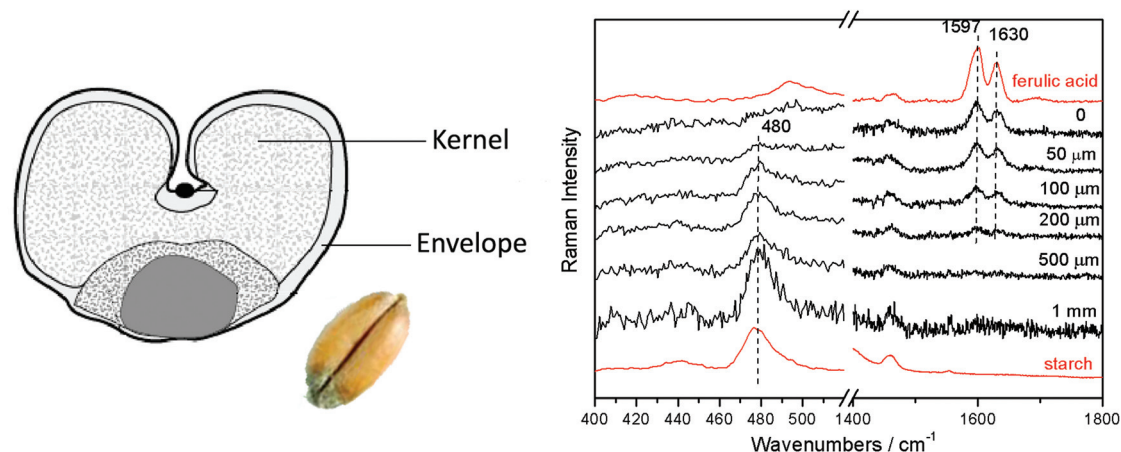 Kernel
Envelope
Raman Intensity
1597
1630
ferulic acid
0
480
50 μm
100 μm
200 μm
500 μm
1 mm
starch
400 420 440 460 480 500 1400 1600 1800
Wavenumbers / cm⁻¹